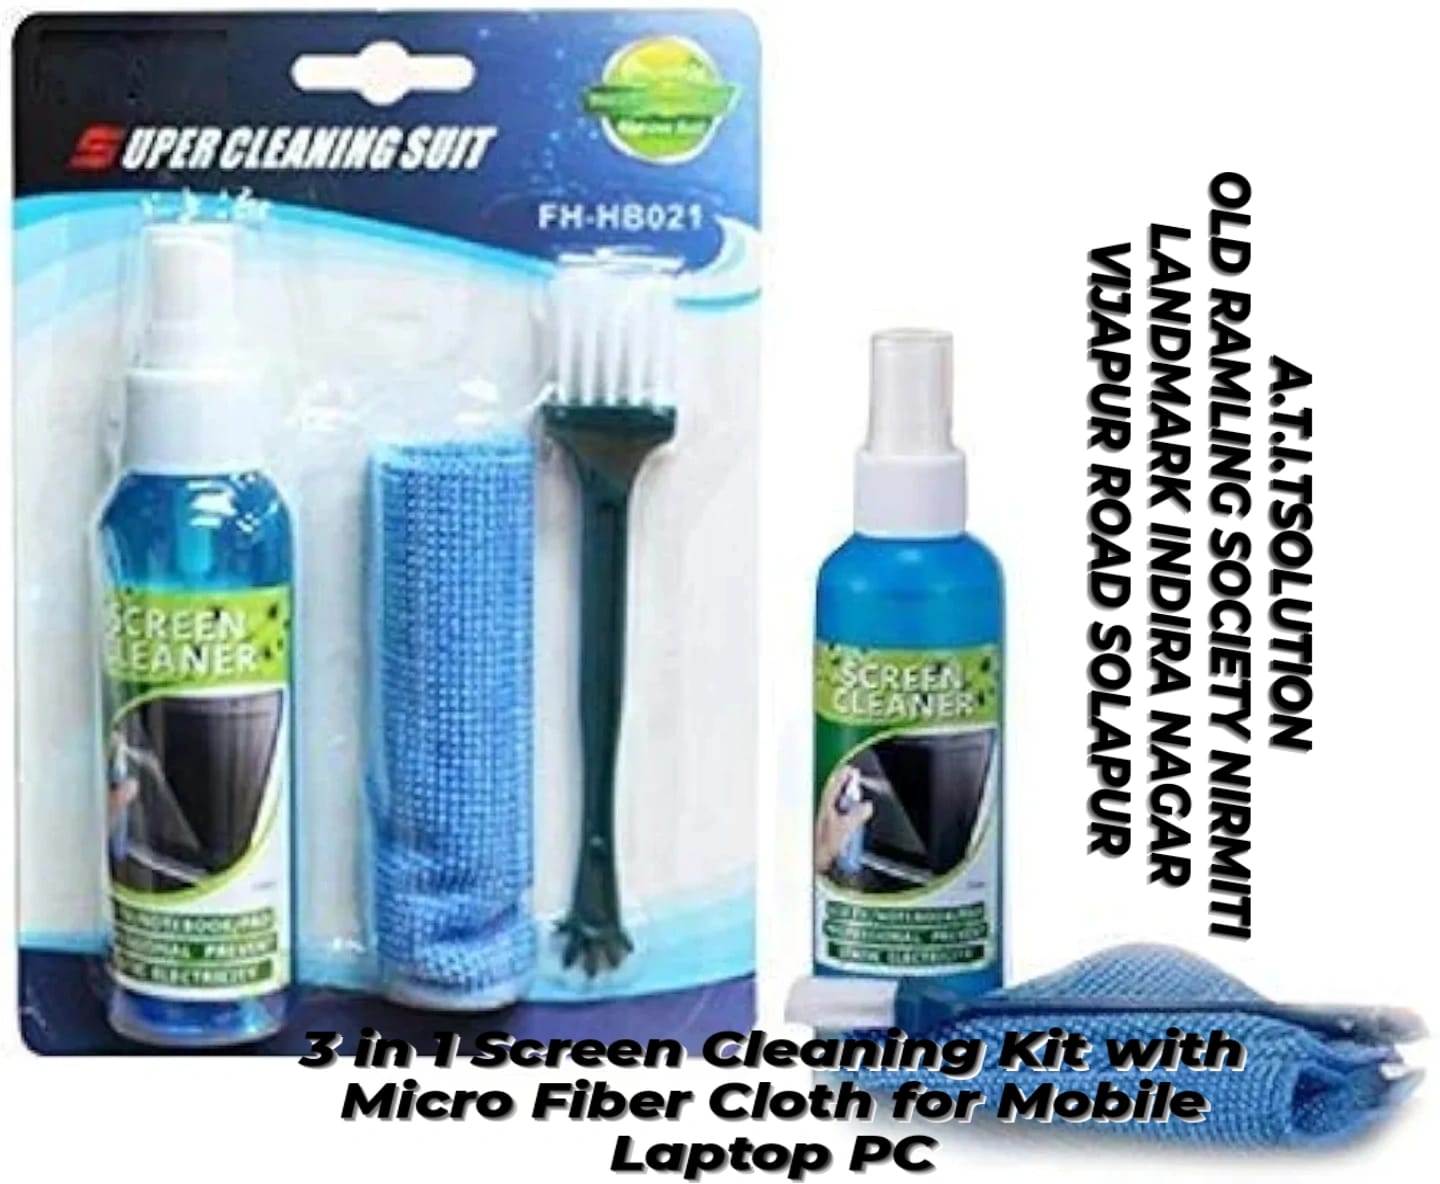 SUPER CLEANING SUIT
FH-HB021
SCREEN
CLEANER
SCREEN
CLEANER
A.T.I.TSOLUTION
OLD RAMLING SOCIETY NIRMITI
LANDMARK INDIRA NAGAR
VIJAPUR ROAD SOLAPUR
3 in 1 Screen Cleaning Kit with
Micro Fiber Cloth for Mobile
Laptop PC